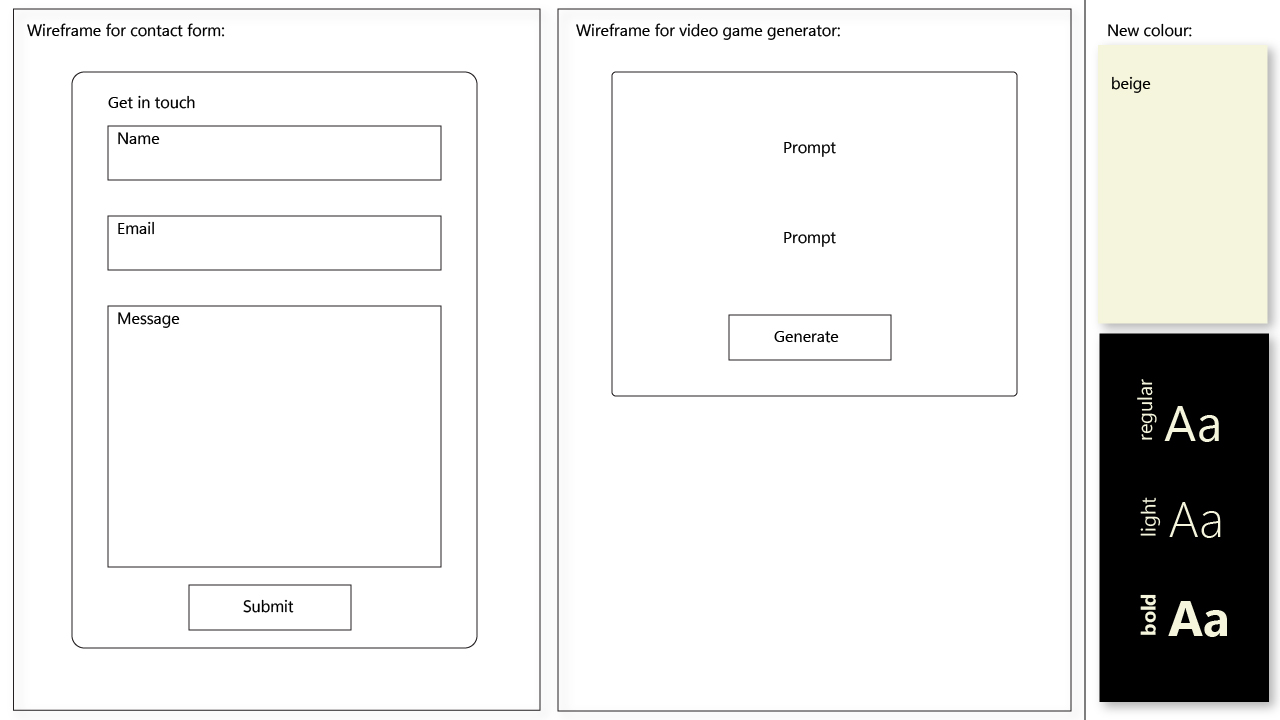 Wireframe for contact form:
Get in touch
Name
Email
Message
Submit
Wireframe for video game generator:
Prompt
Prompt
Generate
New colour:
beige
regular
Aa
light
Aa
bold
Aa